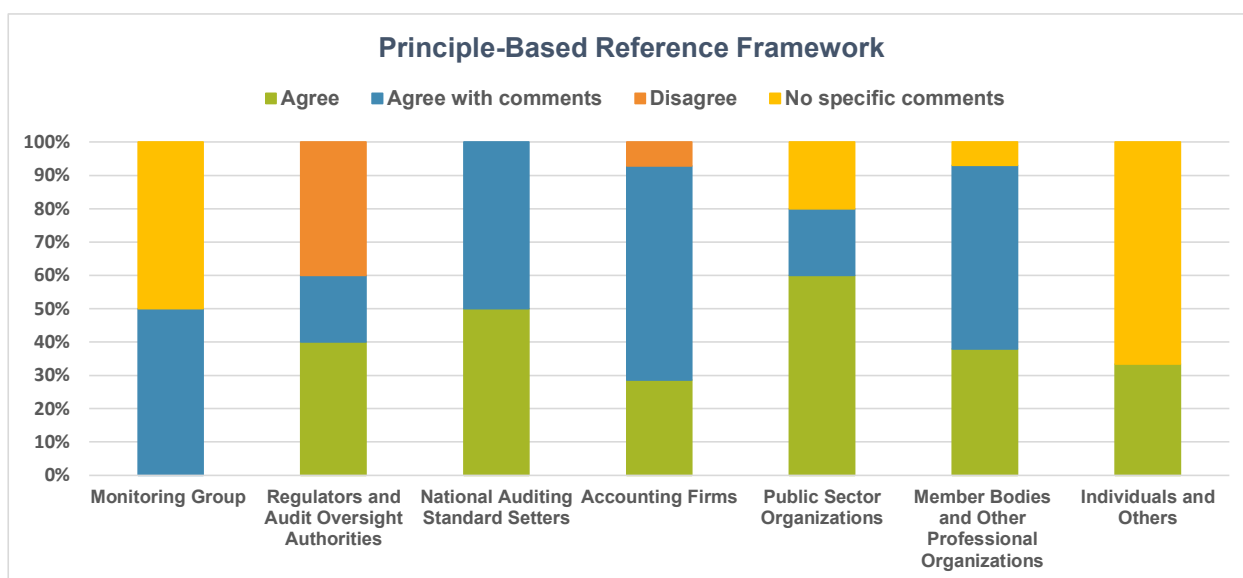 Principle-Based Reference Framework
Agree Agree with comments Disagree No specific comments
100%
90%
80%
70%
60%
50%
40%
30%
20%
10%
0%
Monitoring Group
Regulators and
Audit Oversight
Authorities
National Auditing
Standard Setters
Accounting Firms
Public Sector
Organizations
Member Bodies
and Other
Professional
Organizations
Individuals and
Others